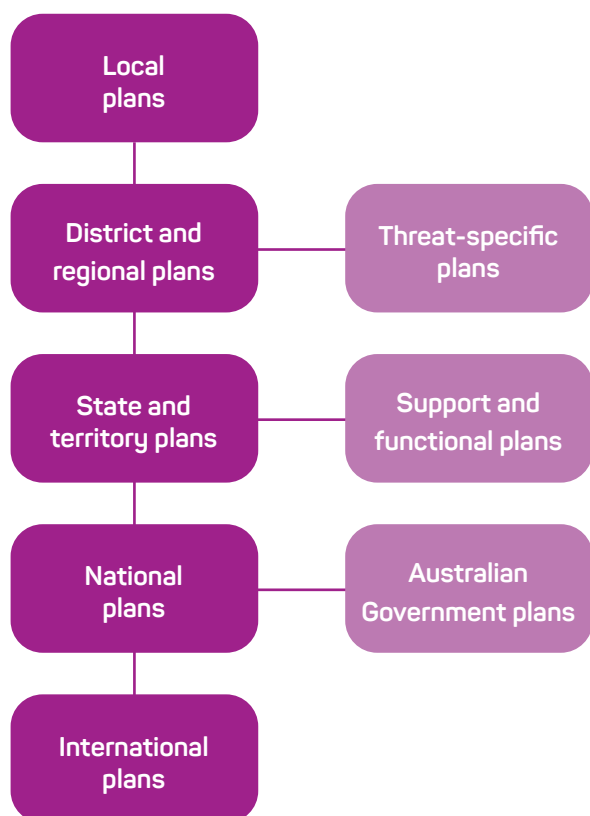 Local
plans
District and
regional plans
Threat-specific
plans
State and
territory plans
Support and
functional plans
National
plans
Australian
Government plans
International
plans